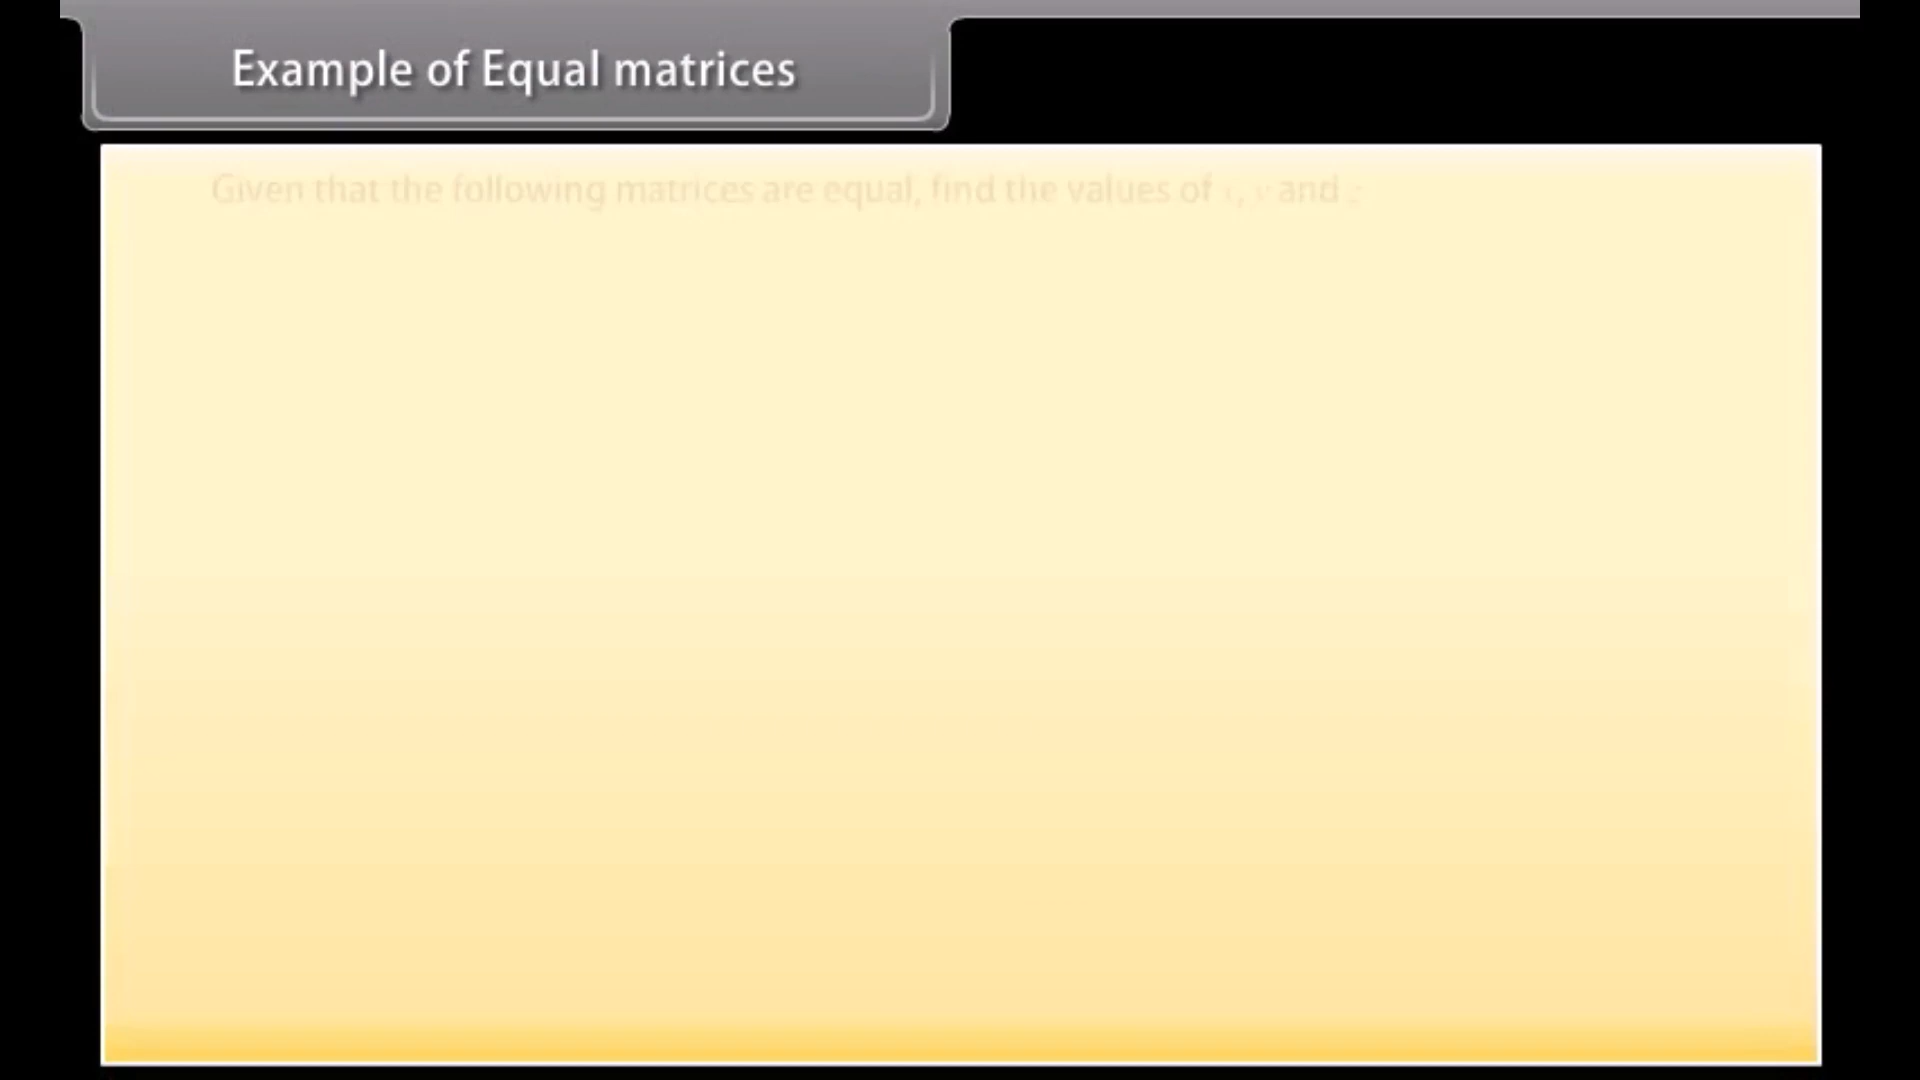 Example of Equal matrices
Given that the following matrices are equal, find the values of x, y and z